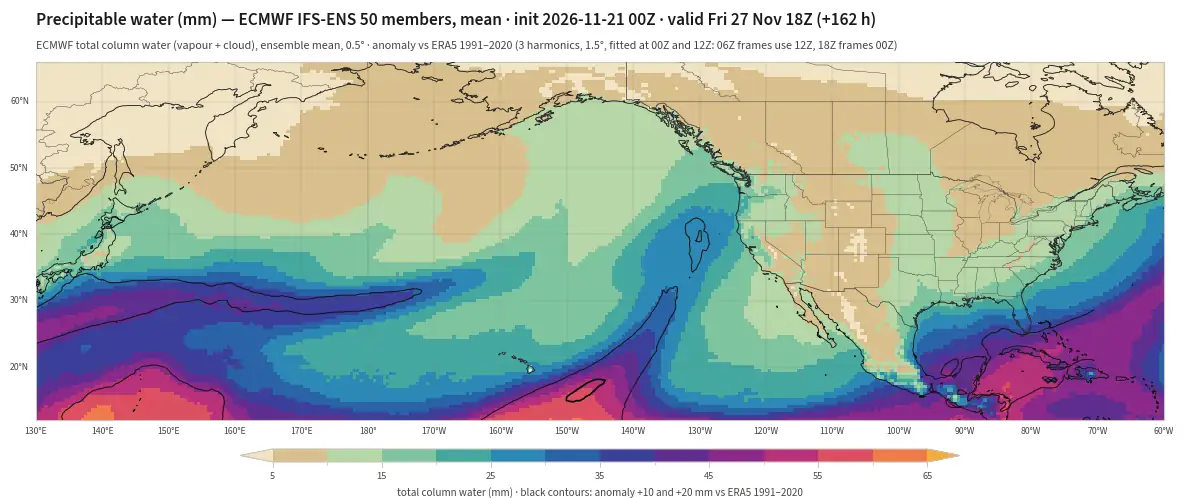 Precipitable water (mm) — ECMWF IFS-ENS 50 members, mean · init 2026-11-21 00Z · valid Fri 27 Nov 18Z (+162 h)
ECMWF total column water (vapour + cloud), ensemble mean, 0.5° · anomaly vs ERA5 1991–2020 (3 harmonics, 1.5°, fitted at 00Z and 12Z: 06Z frames use 12Z, 18Z frames 00Z)
60°N
50°N
40°N
30°N
20°N
130°E 140°E 150°E 160°E 170°E 180° 170°W 160°W 150°W 140°W 130°W 120°W 110°W 100°W 90°W 80°W 70°W 60°W
5 15 25 35 45 55 65
total column water (mm) · black contours: anomaly +10 and +20 mm vs ERA5 1991–2020